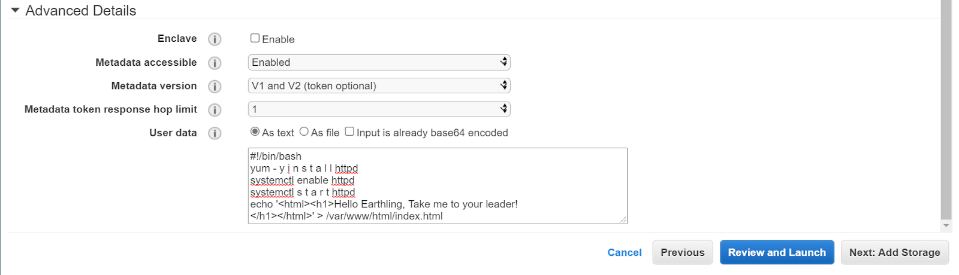 Advanced Details
Enclave i Enable
Metadata accessible i Enabled
Metadata version i V1 and V2 (token optional)
Metadata token response hop limit i 1
User data i As text As file Input is already base64 encoded
#!/bin/bash
yum - y i n s t a l l httpd
systemctl enable httpd
systemctl s t a r t httpd
echo '<html><h1>Hello Earthling, Take me to your leader!
</h1></html>' > /var/www/html/index.html
Cancel Previous Review and Launch Next: Add Storage